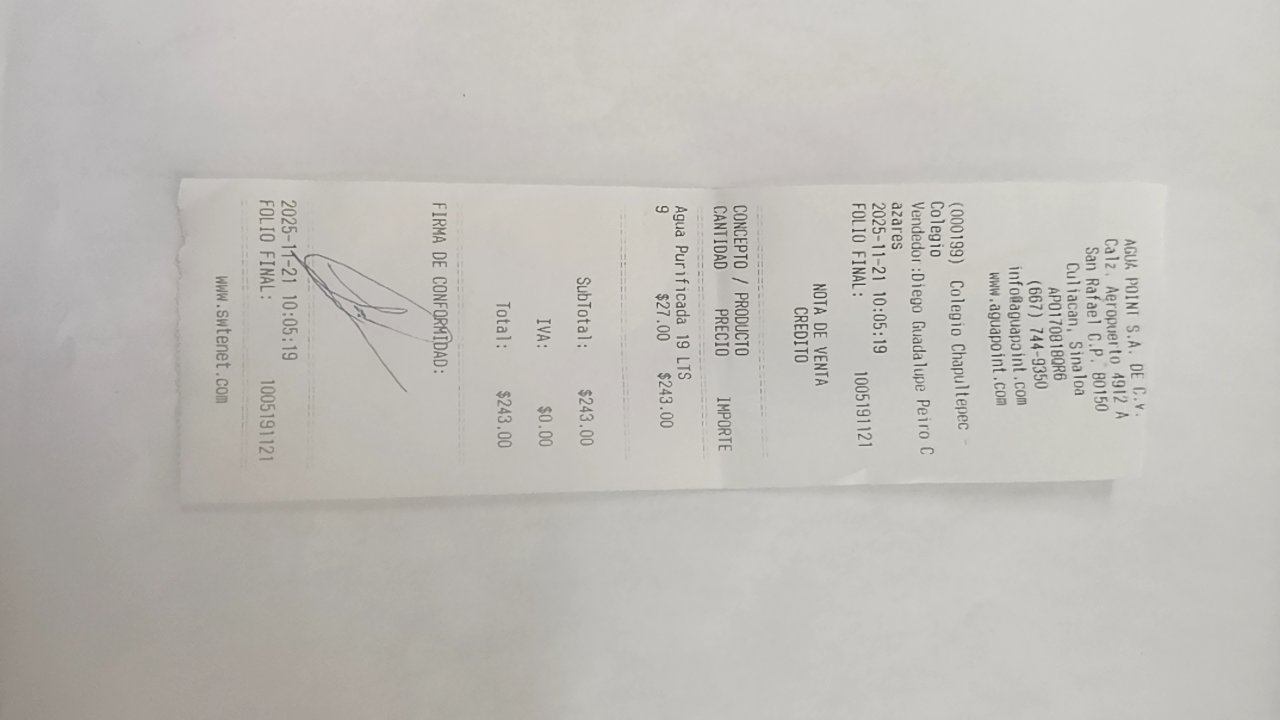 AGUA POINT S.A. DE C.V.
Calz. Aeropuerto 4912 A
San Rafael C.P. 80150
Culiacan, Sinaloa
APO170818QR6
(667) 744-9350
info@aguapoint.com
www.aguapoint.com
(000199) Colegio Chapultepec -
Colegio
Vendedor:Diego Guadalupe Peiro C
azares
2025-11-21 10:05:19
FOLIO FINAL: 1005191121
NOTA DE VENTA
CREDITO
CONCEPTO / PRODUCTO
CANTIDAD PRECIO IMPORTE
Agua Purificada 19 LTS
9 $27.00 $243.00
SubTotal: $243.00
IVA: $0.00
Total: $243.00
FIRMA DE CONFORMIDAD:
2025-11-21 10:05:19
FOLIO FINAL: 1005191121
www.swtenet.com